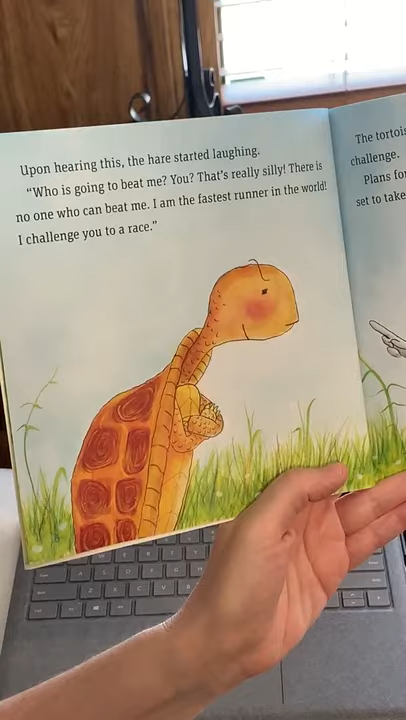 Upon hearing this, the hare started laughing.
"Who is going to beat me? You? That's really silly! There is
no one who can beat me. I am the fastest runner in the world!
I challenge you to a race."
The
challenge.
Plans for
set to take